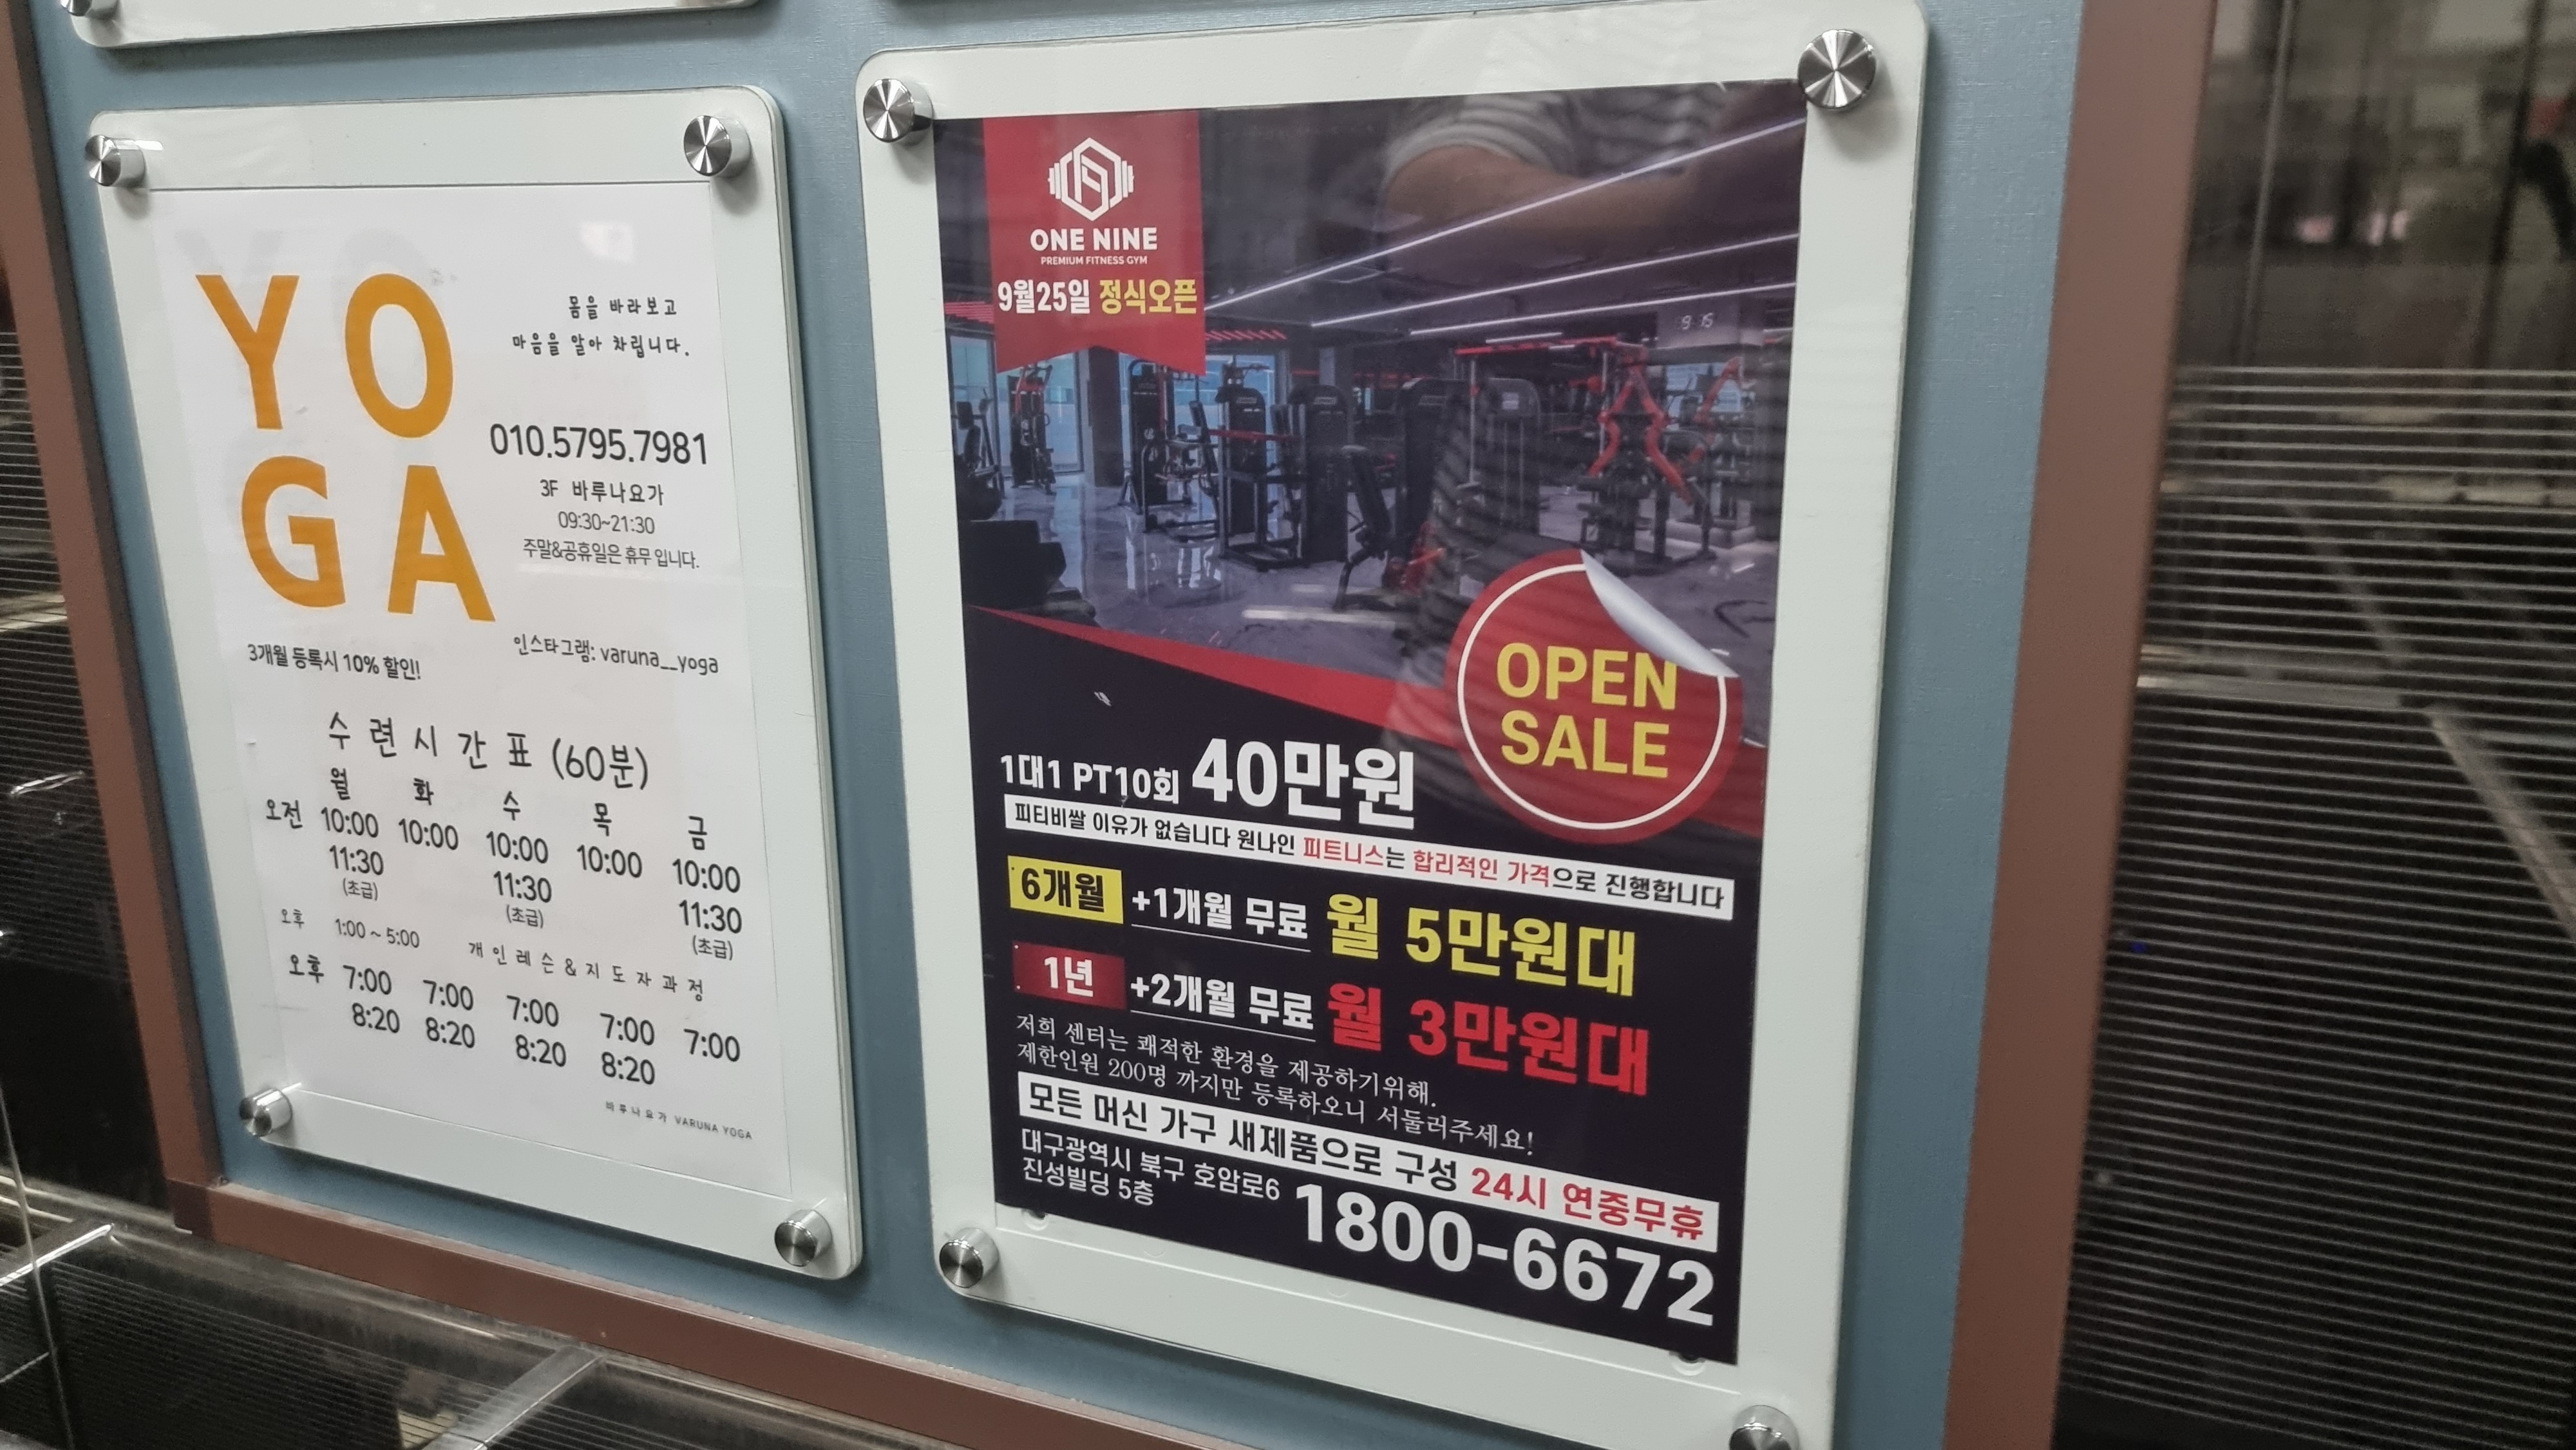 YO
GA
몸을 바라보고
마음을 알아 차립니다.
010.5795.7981
3F 바루나요가
09:30~21:30
주말&공휴일은 휴무 입니다.
인스타그램: varuna__yoga
3개월 등록시 10% 할인!
수련시간표 (60분)
월 화 수 목 금
오전 10:00 10:00 10:00 10:00 10:00
11:30 11:30 11:30
(초급) (초급) (초급)
오후 1:00 ~ 5:00 개인레슨&지도자과정
오후 7:00 7:00 7:00 7:00 7:00
8:20 8:20 8:20 8:20
바루나요가 VARUNA YOGA
ONE NINE
PREMIUM FITNESS GYM
9월25일 정식오픈
9:15
OPEN
SALE
1대1 PT10회 40만원
피티비쌀 이유가 없습니다 원나인 피트니스는 합리적인 가격으로 진행합니다
6개월 +1개월 무료 월 5만원대
1년 +2개월 무료 월 3만원대
저희 센터는 쾌적한 환경을 제공하기위해.
제한인원 200명 까지만 등록하오니 서둘러주세요!
모든 머신 가구 새제품으로 구성 24시 연중무휴
대구광역시 북구 호암로6
진성빌딩 5층
1800-6672